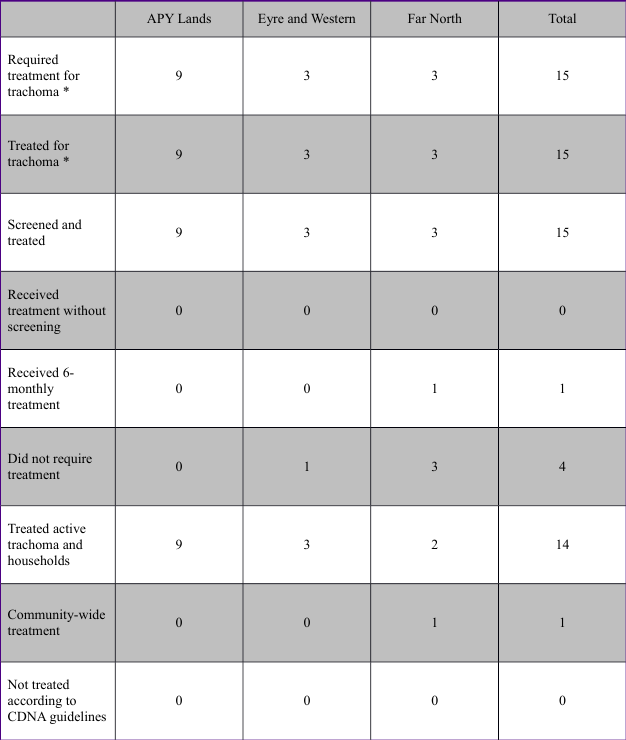 APY Lands Eyre and Western Far North Total
Required
treatment for
trachoma *
9 3 3 15
Treated for
trachoma *
9 3 3 15
Screened and
treated
9 3 3 15
Received
treatment without
screening
0 0 0 0
Received 6-
monthly
treatment
0 0 1 1
Did not require
treatment
0 1 3 4
Treated active
trachoma and
households
9 3 2 14
Community-wide
treatment
0 0 1 1
Not treated
according to
CDNA guidelines
0 0 0 0